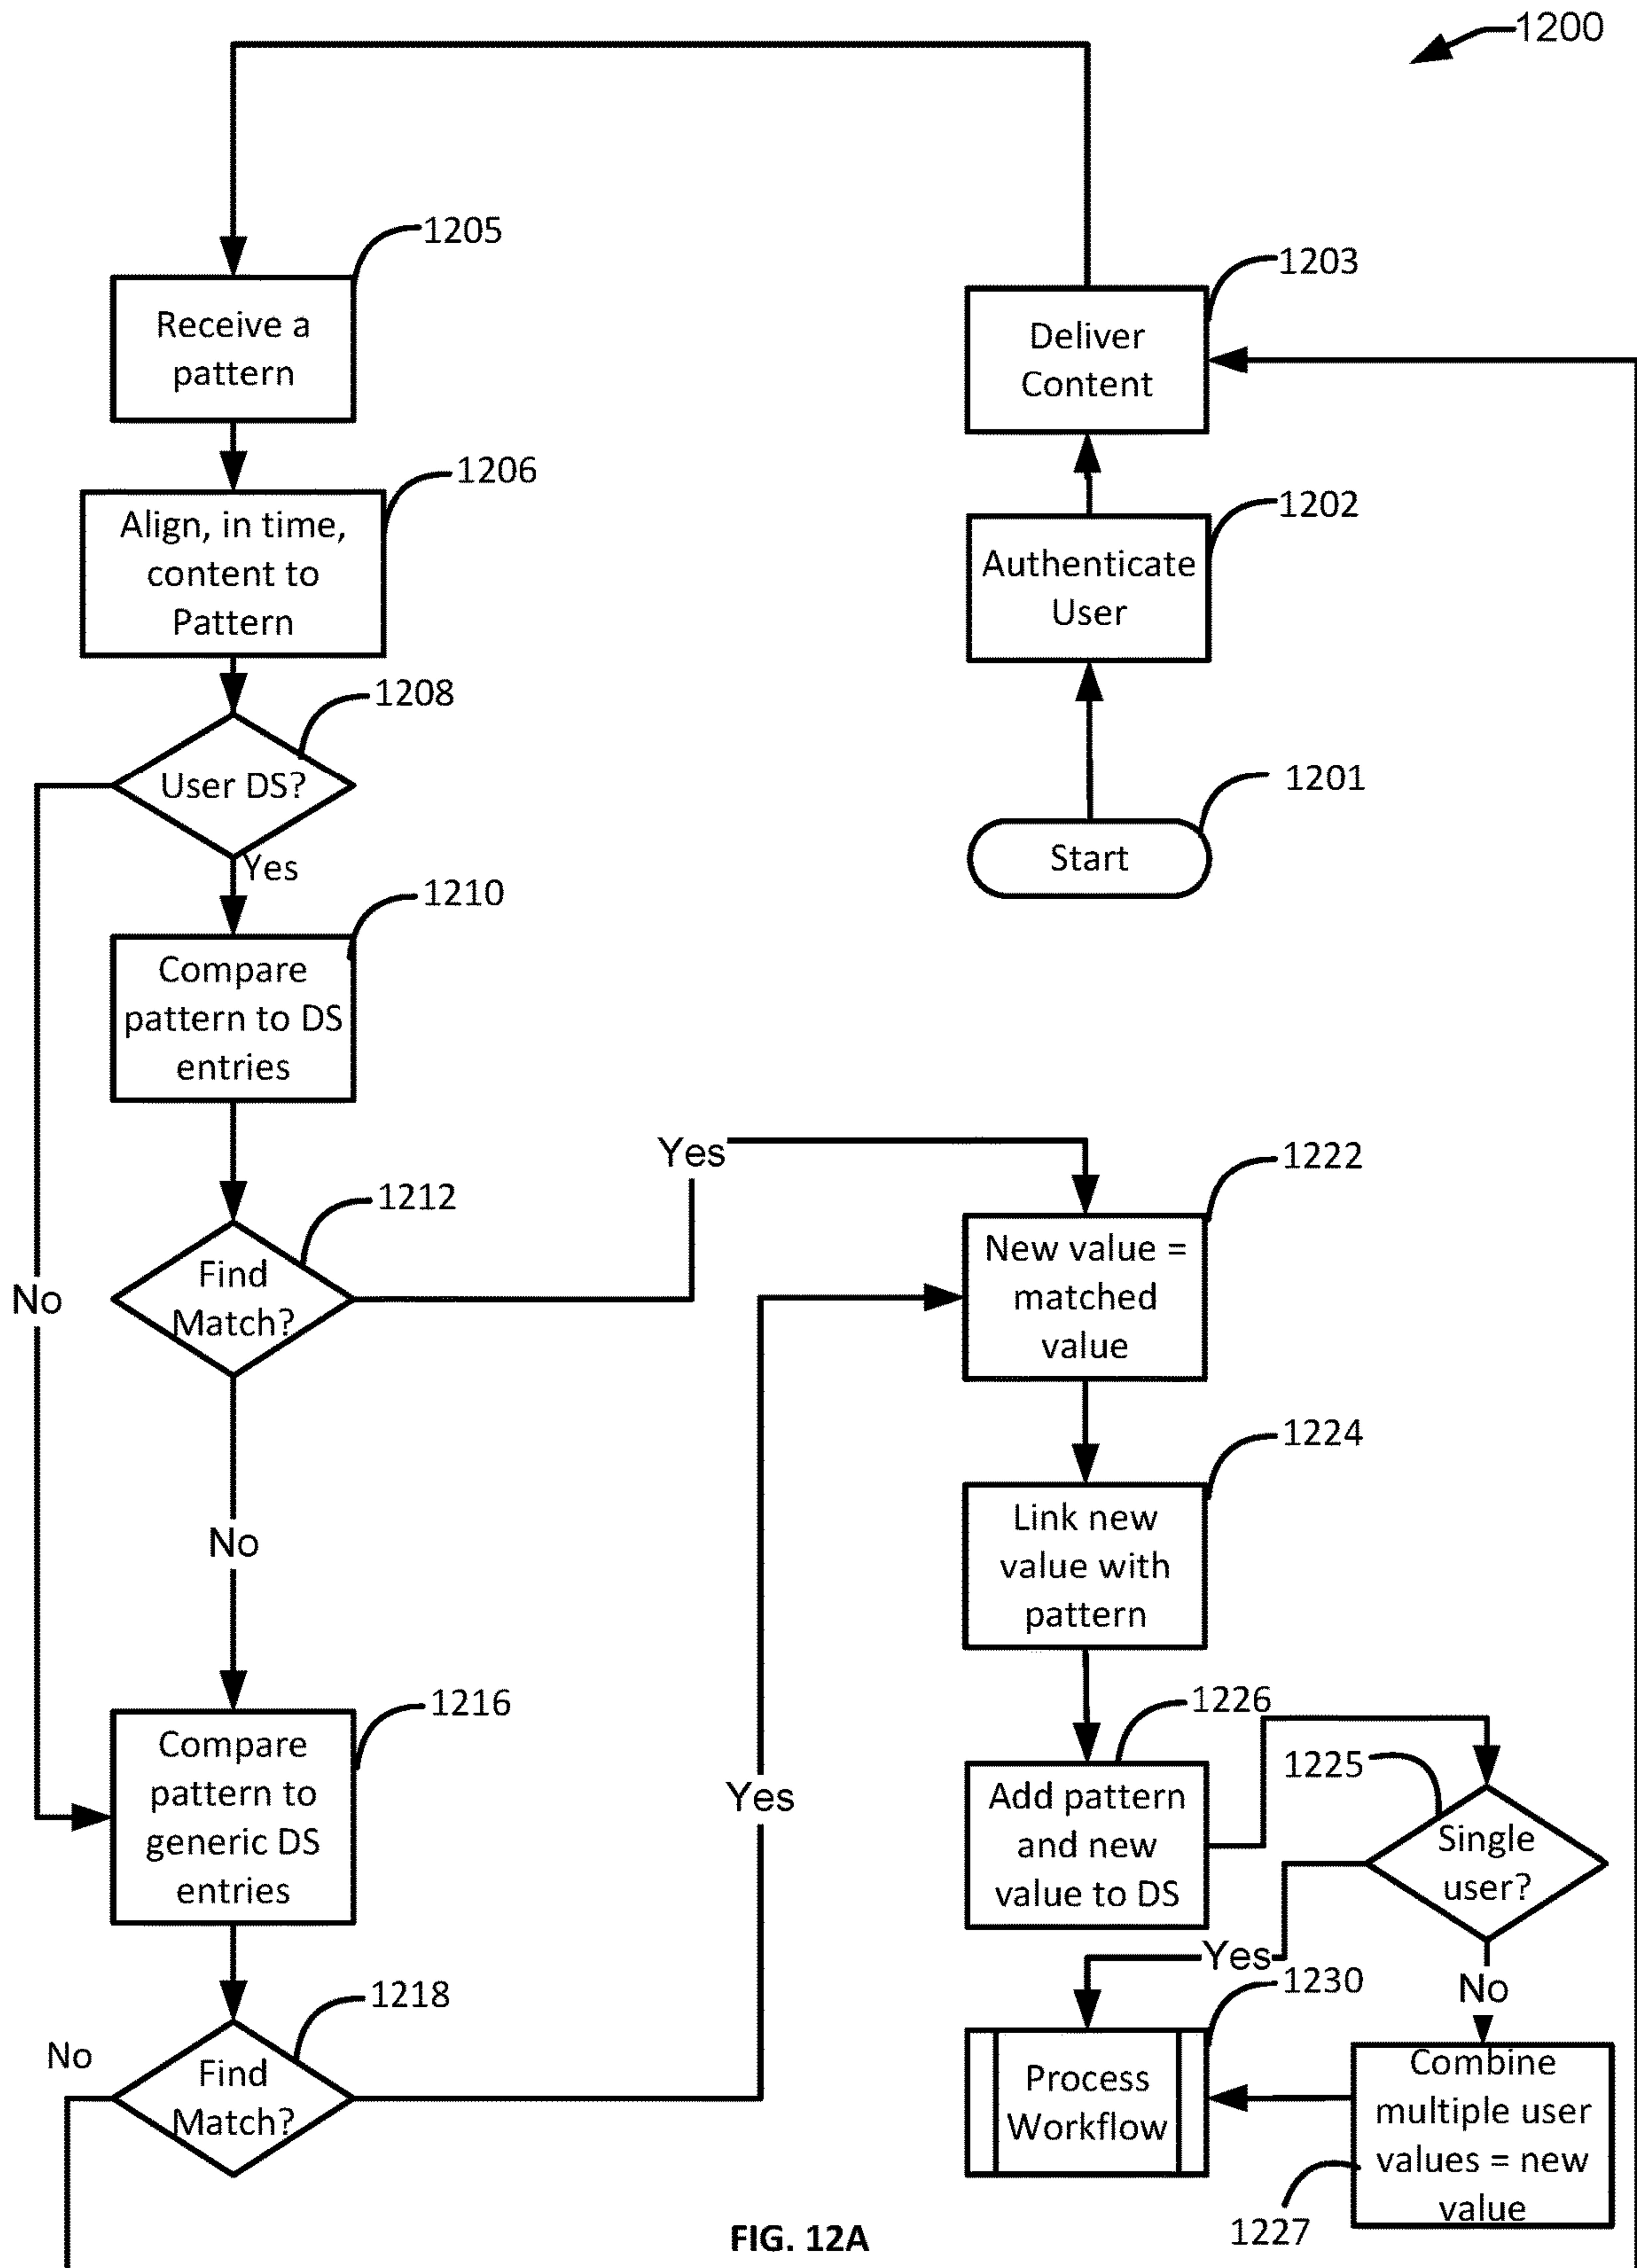 1200
1205
Receive a
pattern
1203
Deliver
Content
1206
Align, in time,
content to
Pattern
1202
Authenticate
User
1208
User DS?
Yes
No
1201
Start
1210
Compare
pattern to DS
entries
1212
Find
Match?
Yes
No
1222
New value =
matched
value
1224
Link new
value with
pattern
1216
Compare
pattern to
generic DS
entries
1226
Add pattern
and new
value to DS
1225
Single
user?
Yes
No
1218
Find
Match?
No
Yes
1230
Process
Workflow
Combine
multiple user
values = new
value
1227
FIG. 12A